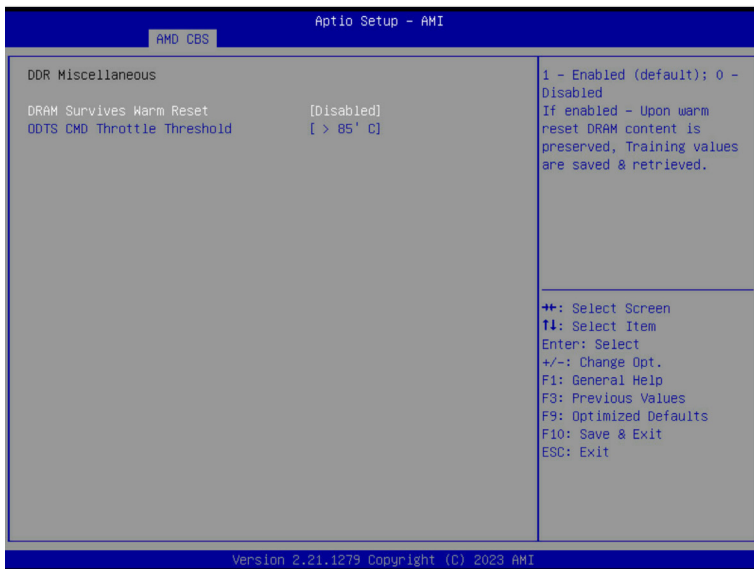 Aptio Setup – AMI
AMD CBS
DDR Miscellaneous
DRAM Survives Warm Reset [Disabled]
ODTS CMD Throttle Threshold [ > 85' C]
1 – Enabled (default); 0 –
Disabled
If enabled – Upon warm
reset DRAM content is
preserved, Training values
are saved & retrieved.
→←: Select Screen
↑↓: Select Item
Enter: Select
+/-: Change Opt.
F1: General Help
F3: Previous Values
F9: Optimized Defaults
F10: Save & Exit
ESC: Exit
Version 2.21.1279 Copyright (C) 2023 AMI